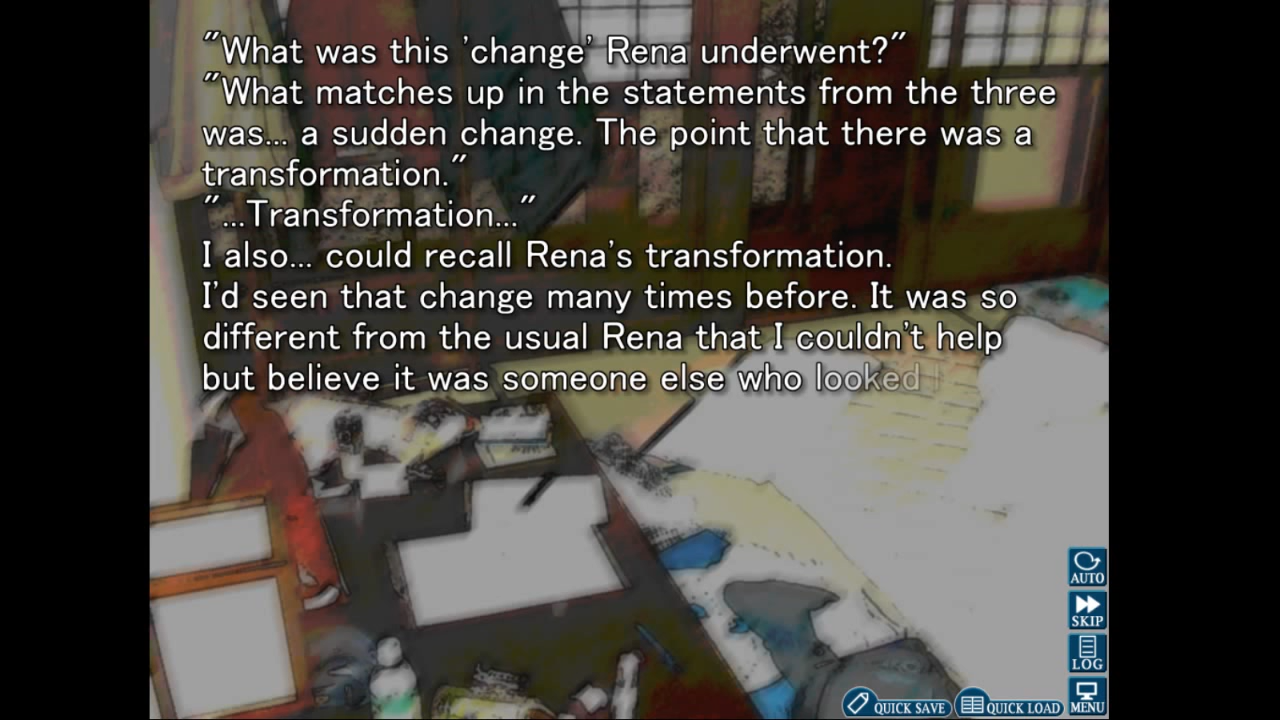 "What was this 'change' Rena underwent?"
"What matches up in the statements from the three
was... a sudden change. The point that there was a
transformation."
"...Transformation..."
I also... could recall Rena's transformation.
I'd seen that change many times before. It was so
different from the usual Rena that I couldn't help
but believe it was someone else who looked l
AUTO
SKIP
LOG
MENU
QUICK SAVE
QUICK LOAD